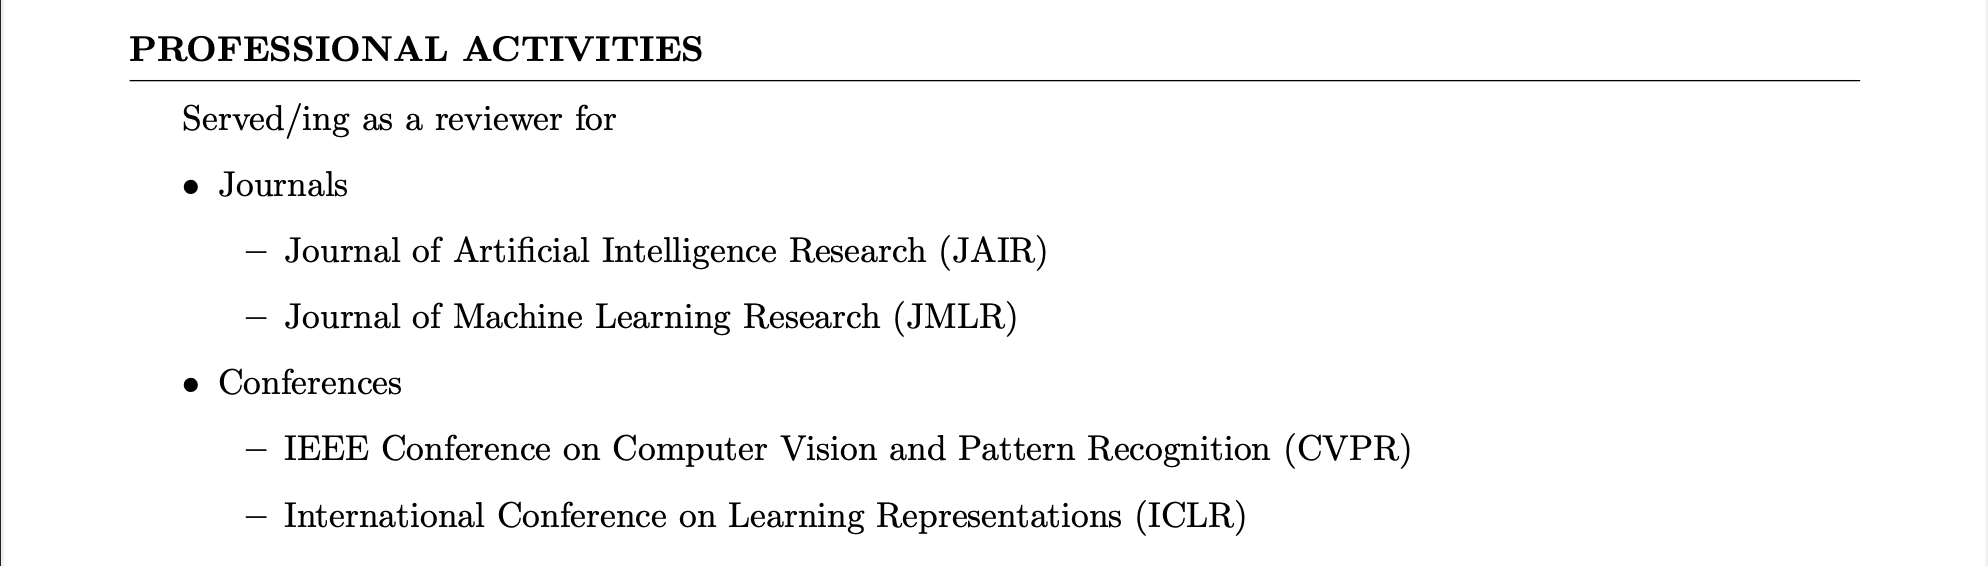 PROFESSIONAL ACTIVITIES
Served/ing as a reviewer for
• Journals
– Journal of Artificial Intelligence Research (JAIR)
– Journal of Machine Learning Research (JMLR)
• Conferences
– IEEE Conference on Computer Vision and Pattern Recognition (CVPR)
– International Conference on Learning Representations (ICLR)